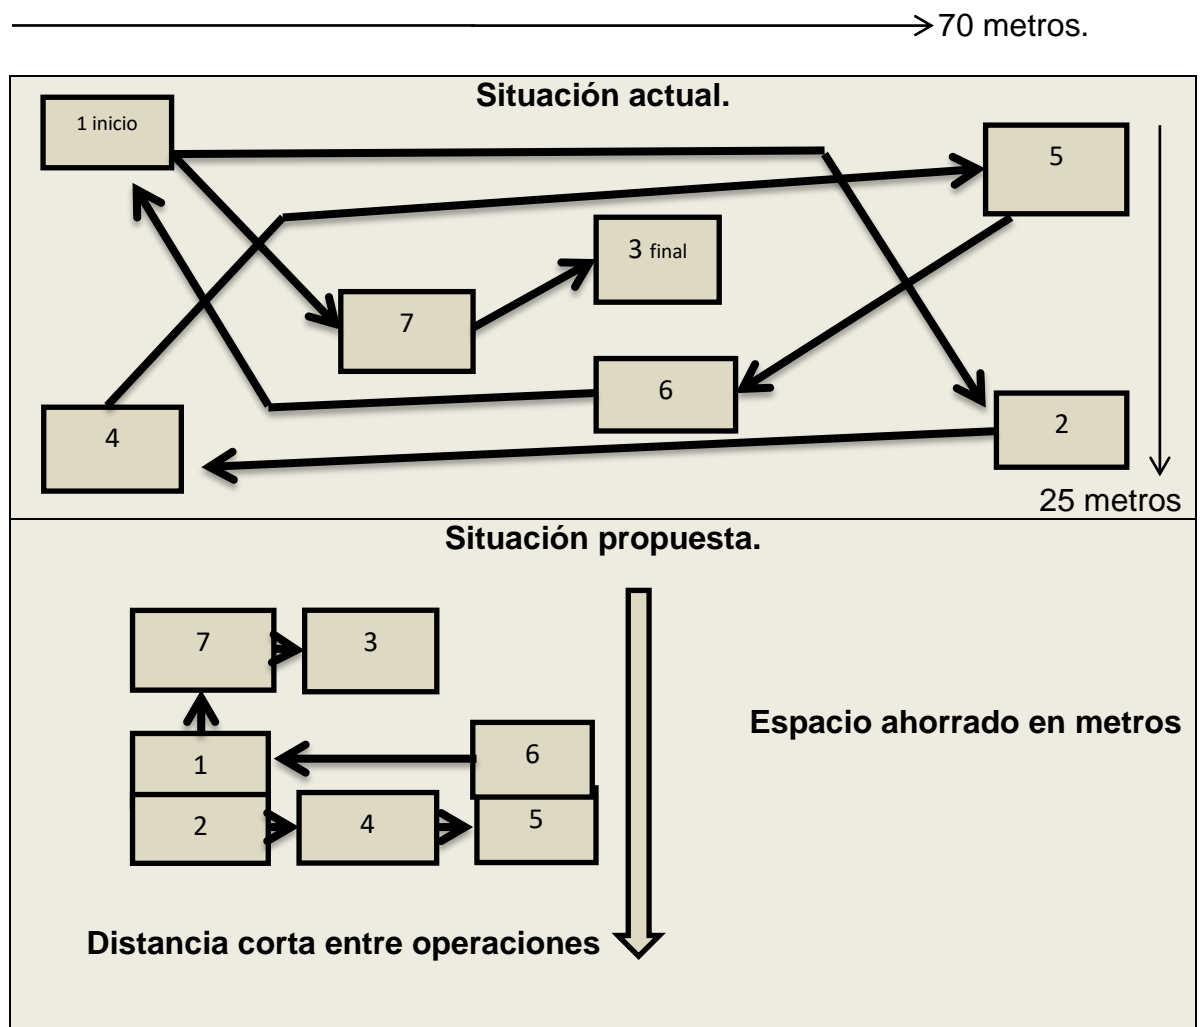 70 metros.
Situación actual.
1 inicio
5
3 final
7
6
4
2
25 metros
Situación propuesta.
7
3
Espacio ahorrado en metros
6
1
2
4
5
Distancia corta entre operaciones